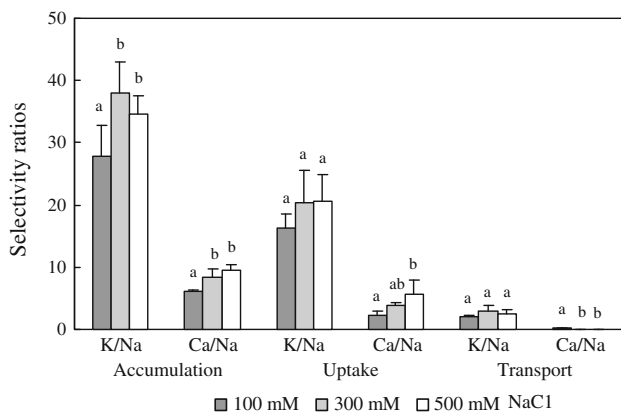 50
40
30
20
10
0
Selectivity ratios
a b b
a b b
a a a
a ab b
a a a
a b b
K/Na Ca/Na K/Na Ca/Na K/Na Ca/Na
Accumulation Uptake Transport
100 mM 300 mM 500 mM NaC1